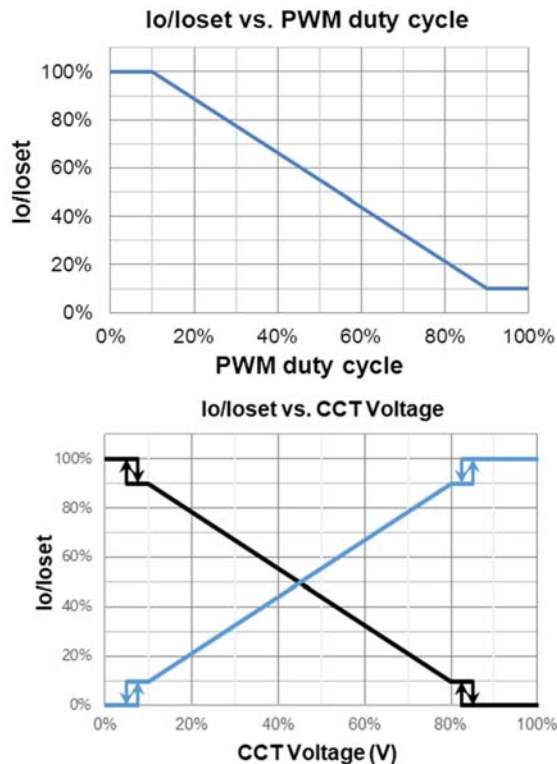 Io/Ioset vs. PWM duty cycle
100%
80%
60%
40%
20%
0%
Io/Ioset
0% 20% 40% 60% 80% 100%
PWM duty cycle
Io/Ioset vs. CCT Voltage
100%
80%
60%
40%
20%
0%
Io/Ioset
0% 20% 40% 60% 80% 100%
CCT Voltage (V)